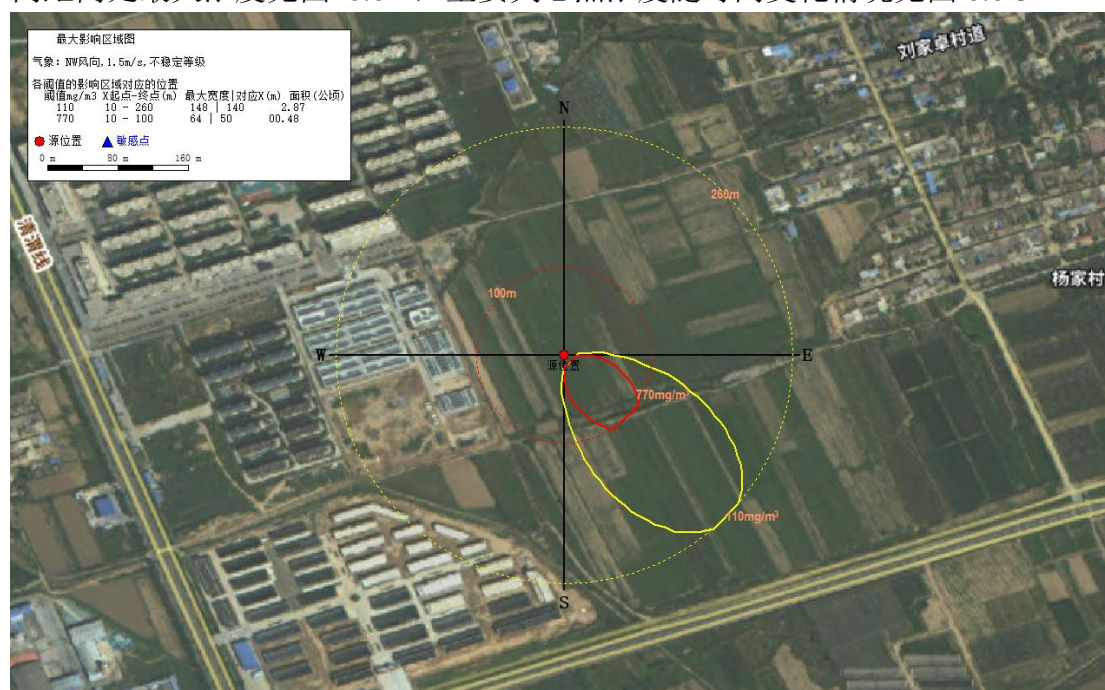 最大影响区域图
气象: NW风向,1.5m/s,不稳定等级
各阈值的影响区域对应的位置
阈值mg/m3 X起点-终点(m) 最大宽度|对应X(m) 面积(公顷)
110 10 - 260 148 | 140 2.87
770 10 - 100 64 | 50 00.48
源位置 敏感点
0 m 80 m 160 m
刘家卓村道
N
260m
清渭线
杨家村
100m
W
E
源位置
770mg/m³
110mg/m³
S